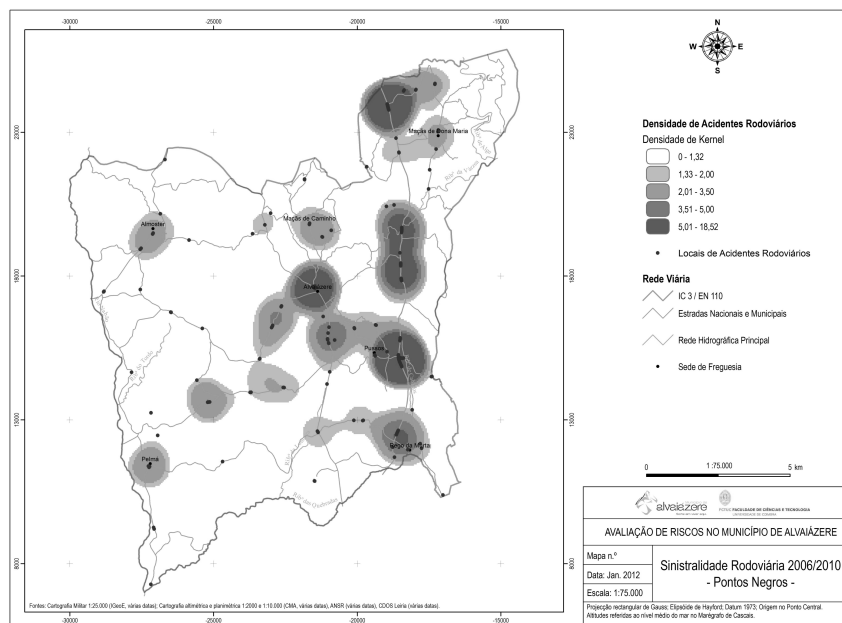 -30000
-25000
-20000
-15000
N
W E
S
23000
23000
18000
18000
13000
13000
8000
8000
Maçãs de Dona Maria
Maçãs de Caminho
Almoster
Alvaiázere
Pussos
Rego da Murta
Pelmá
Densidade de Acidentes Rodoviários
Densidade de Kernel
0 - 1,32
1,33 - 2,00
2,01 - 3,50
3,51 - 5,00
5,01 - 18,52
Locais de Acidentes Rodoviários
Rede Viária
IC 3 / EN 110
Estradas Nacionais e Municipais
Rede Hidrográfica Principal
Sede de Freguesia
0 1:75.000 5 km
alvaiázere
FCTUC FACULDADE DE CIÊNCIAS E TECNOLOGIA
UNIVERSIDADE DE COIMBRA
AVALIAÇÃO DE RISCOS NO MUNICÍPIO DE ALVAIÁZERE
Mapa n.º
Data: Jan. 2012
Escala: 1:75.000
Sinistralidade Rodoviária 2006/2010
- Pontos Negros -
Projecção rectangular de Gauss; Elipsóide de Hayford; Datum 1973; Origem no Ponto Central.
Altitudes referidas ao nível médio do mar no Marégrafo de Cascais.
Fontes: Cartografia Militar 1:25.000 (IGeoE, várias datas); Cartografia altimétrica e planimétrica 1:2000 e 1:10.000 (CMA, várias datas), ANSR (várias datas), CDOS Leiria (várias datas).
-30000
-25000
-20000
-15000